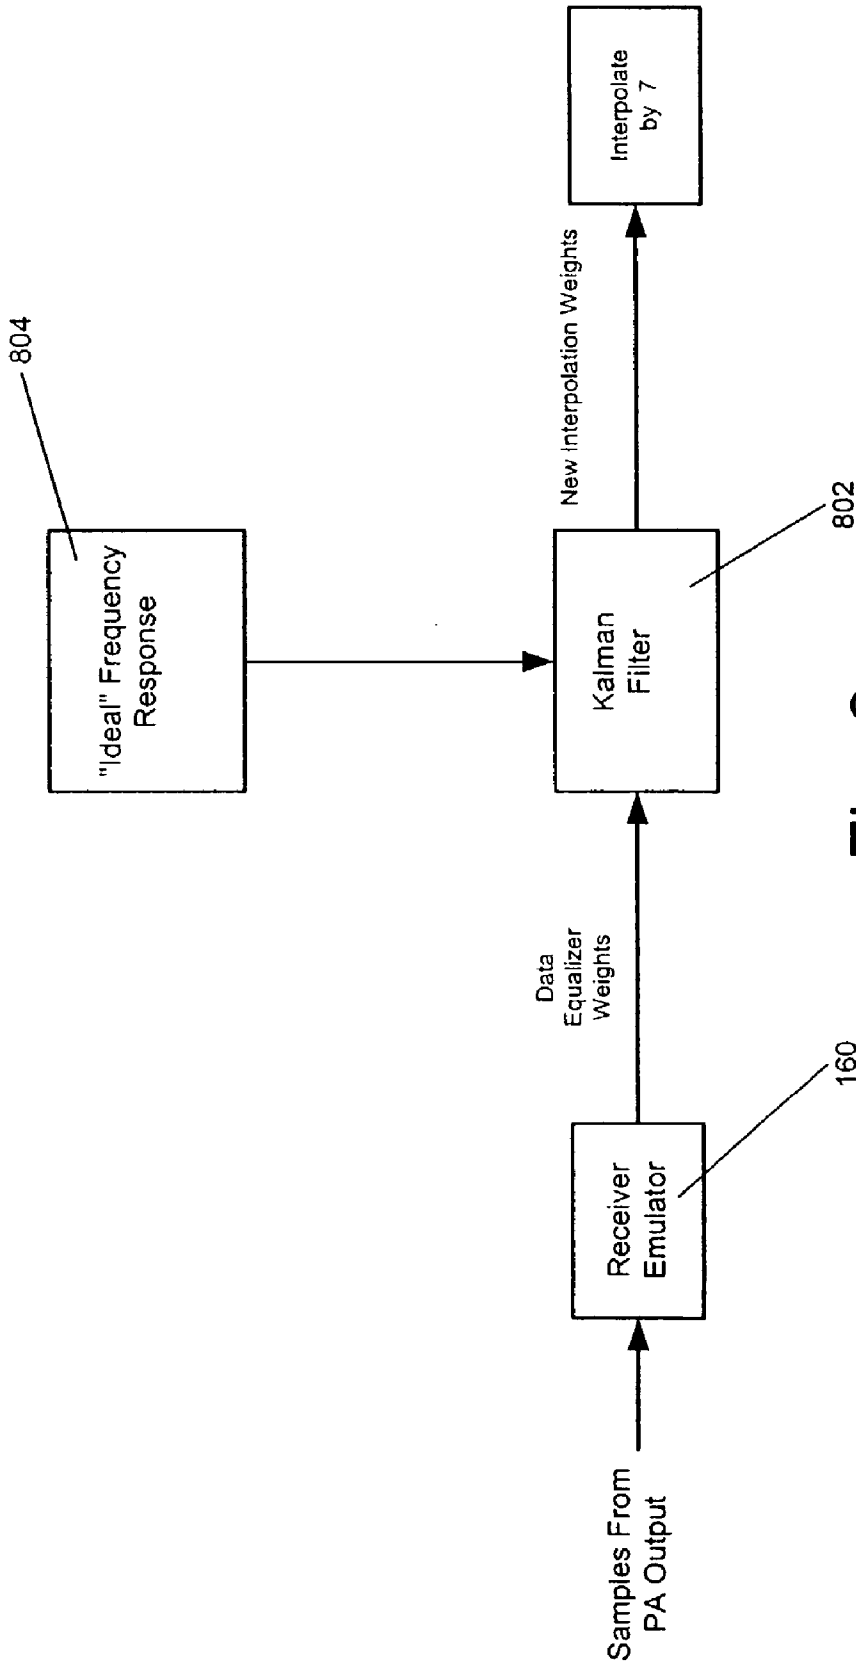 804
"Ideal" Frequency
Response
Samples From
PA Output
Receiver
Emulator
160
Data
Equalizer
Weights
Kalman
Filter
802
New Interpolation Weights
Interpolate
by 7